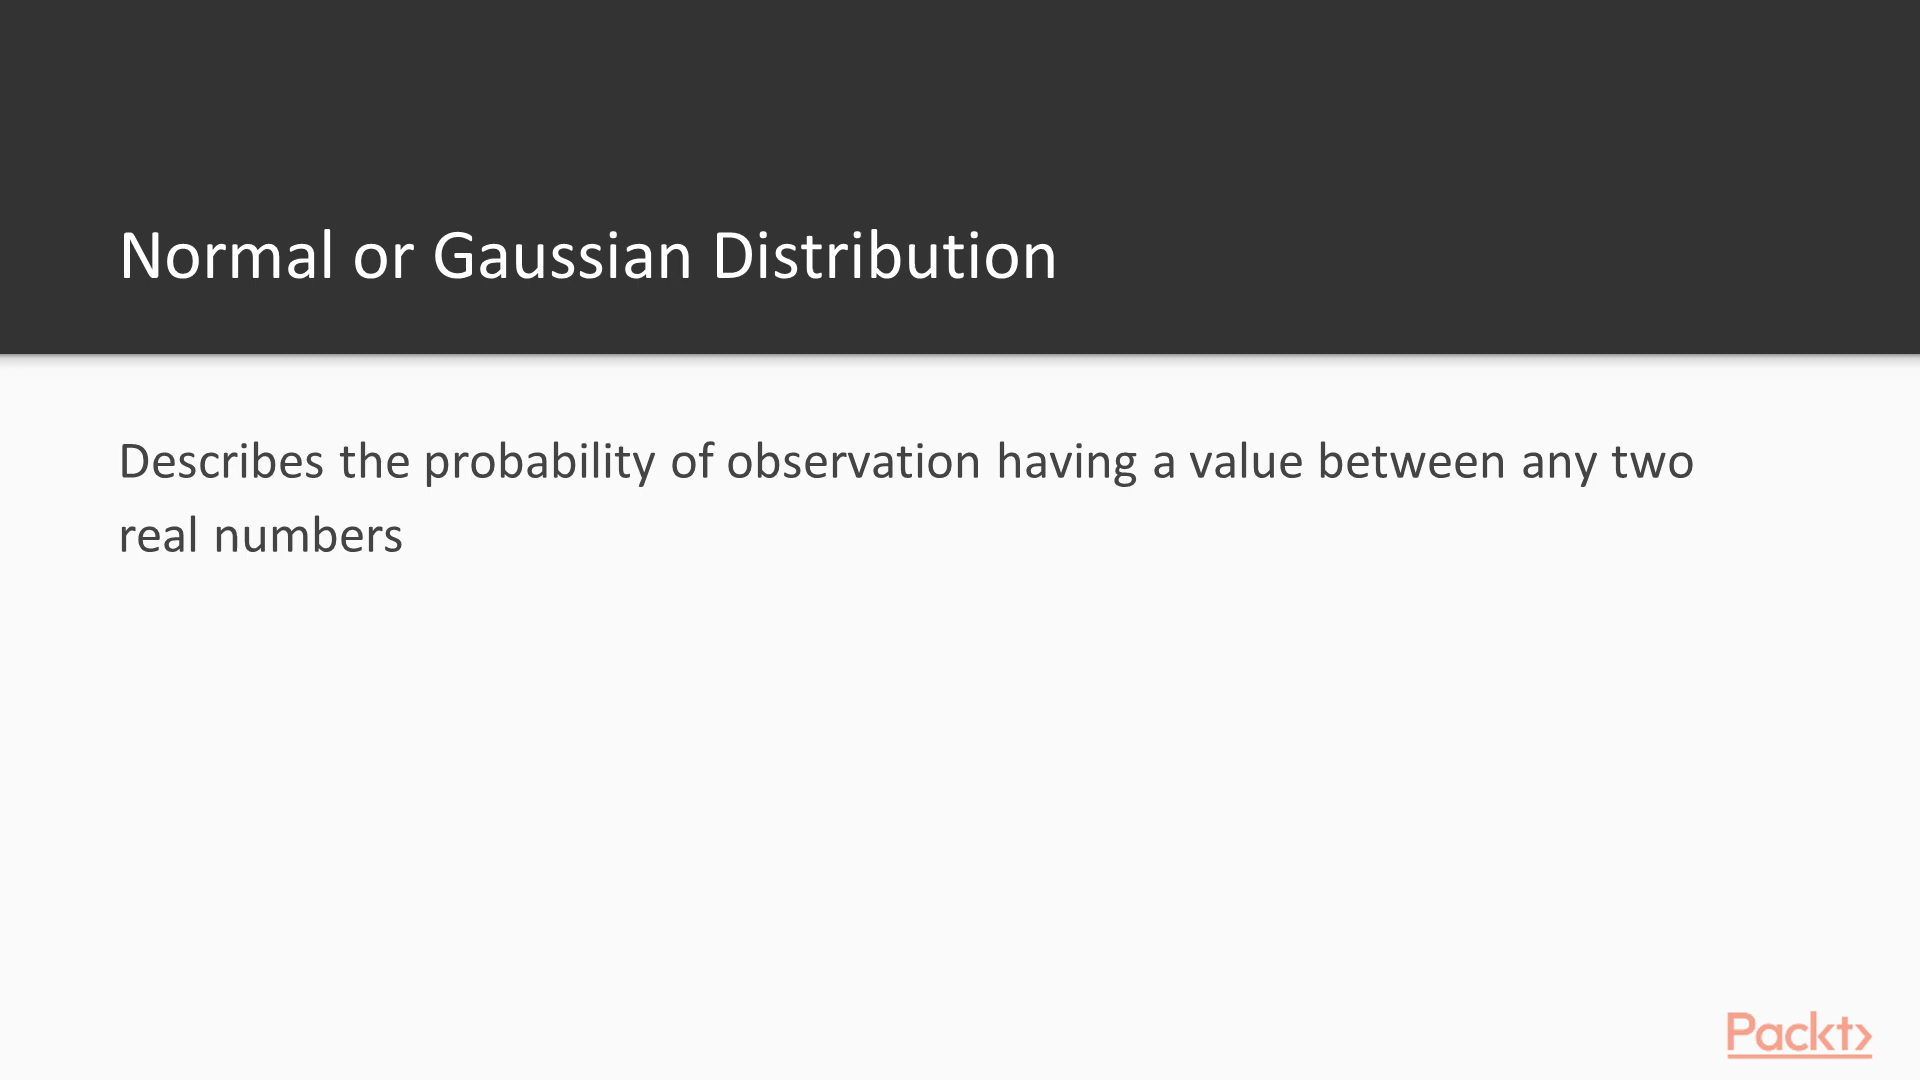 Normal or Gaussian Distribution
Describes the probability of observation having a value between any two
real numbers
Packt>